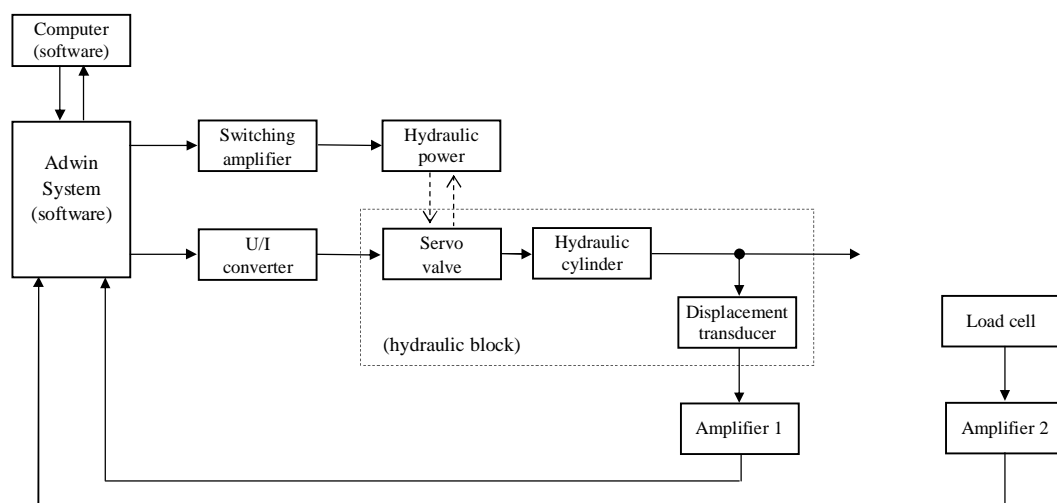 Computer
(software)
Switching
amplifier
Hydraulic
power
Adwin
System
(software)
U/I
converter
Servo
valve
Hydraulic
cylinder
Displacement
transducer
(hydraulic block)
Load cell
Amplifier 1
Amplifier 2